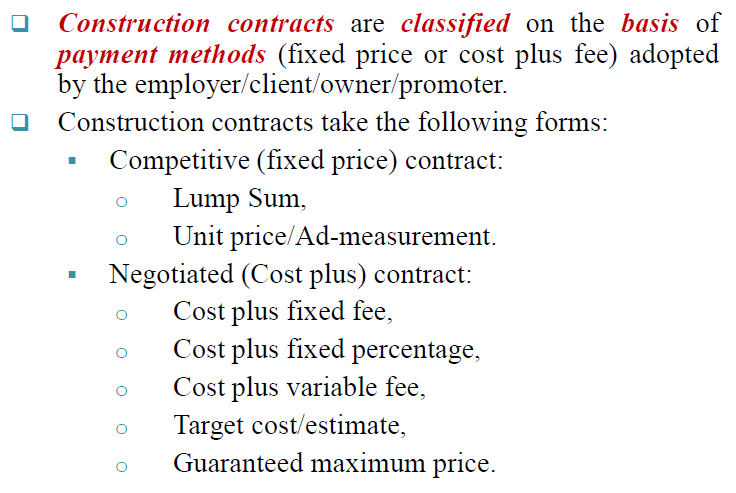 Construction contracts are classified on the basis of
payment methods (fixed price or cost plus fee) adopted
by the employer/client/owner/promoter.
Construction contracts take the following forms:
Competitive (fixed price) contract:
Lump Sum,
Unit price/Ad-measurement.
Negotiated (Cost plus) contract:
Cost plus fixed fee,
Cost plus fixed percentage,
Cost plus variable fee,
Target cost/estimate,
Guaranteed maximum price.